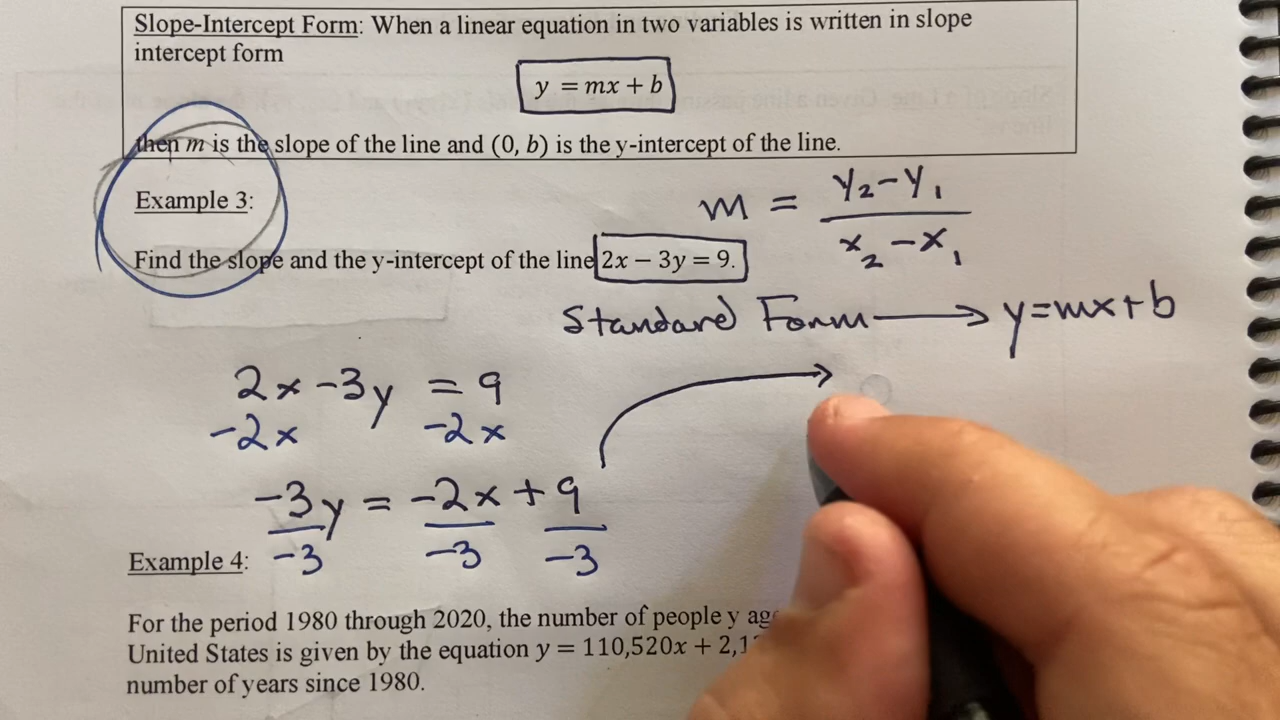 Slope-Intercept Form: When a linear equation in two variables is written in slope
intercept form
y = mx + b
then m is the slope of the line and (0, b) is the y-intercept of the line.
Example 3:
m = y₂-y₁
x₂-x₁
Find the slope and the y-intercept of the line 2x − 3y = 9.
Standard Form → y=mx+b
2x-3y = 9
-2x -2x
-3y = -2x + 9
-3 -3 -3
Example 4:
For the period 1980 through 2020, the number of people y
United States is given by the equation y = 110,520x +
number of years since 1980.